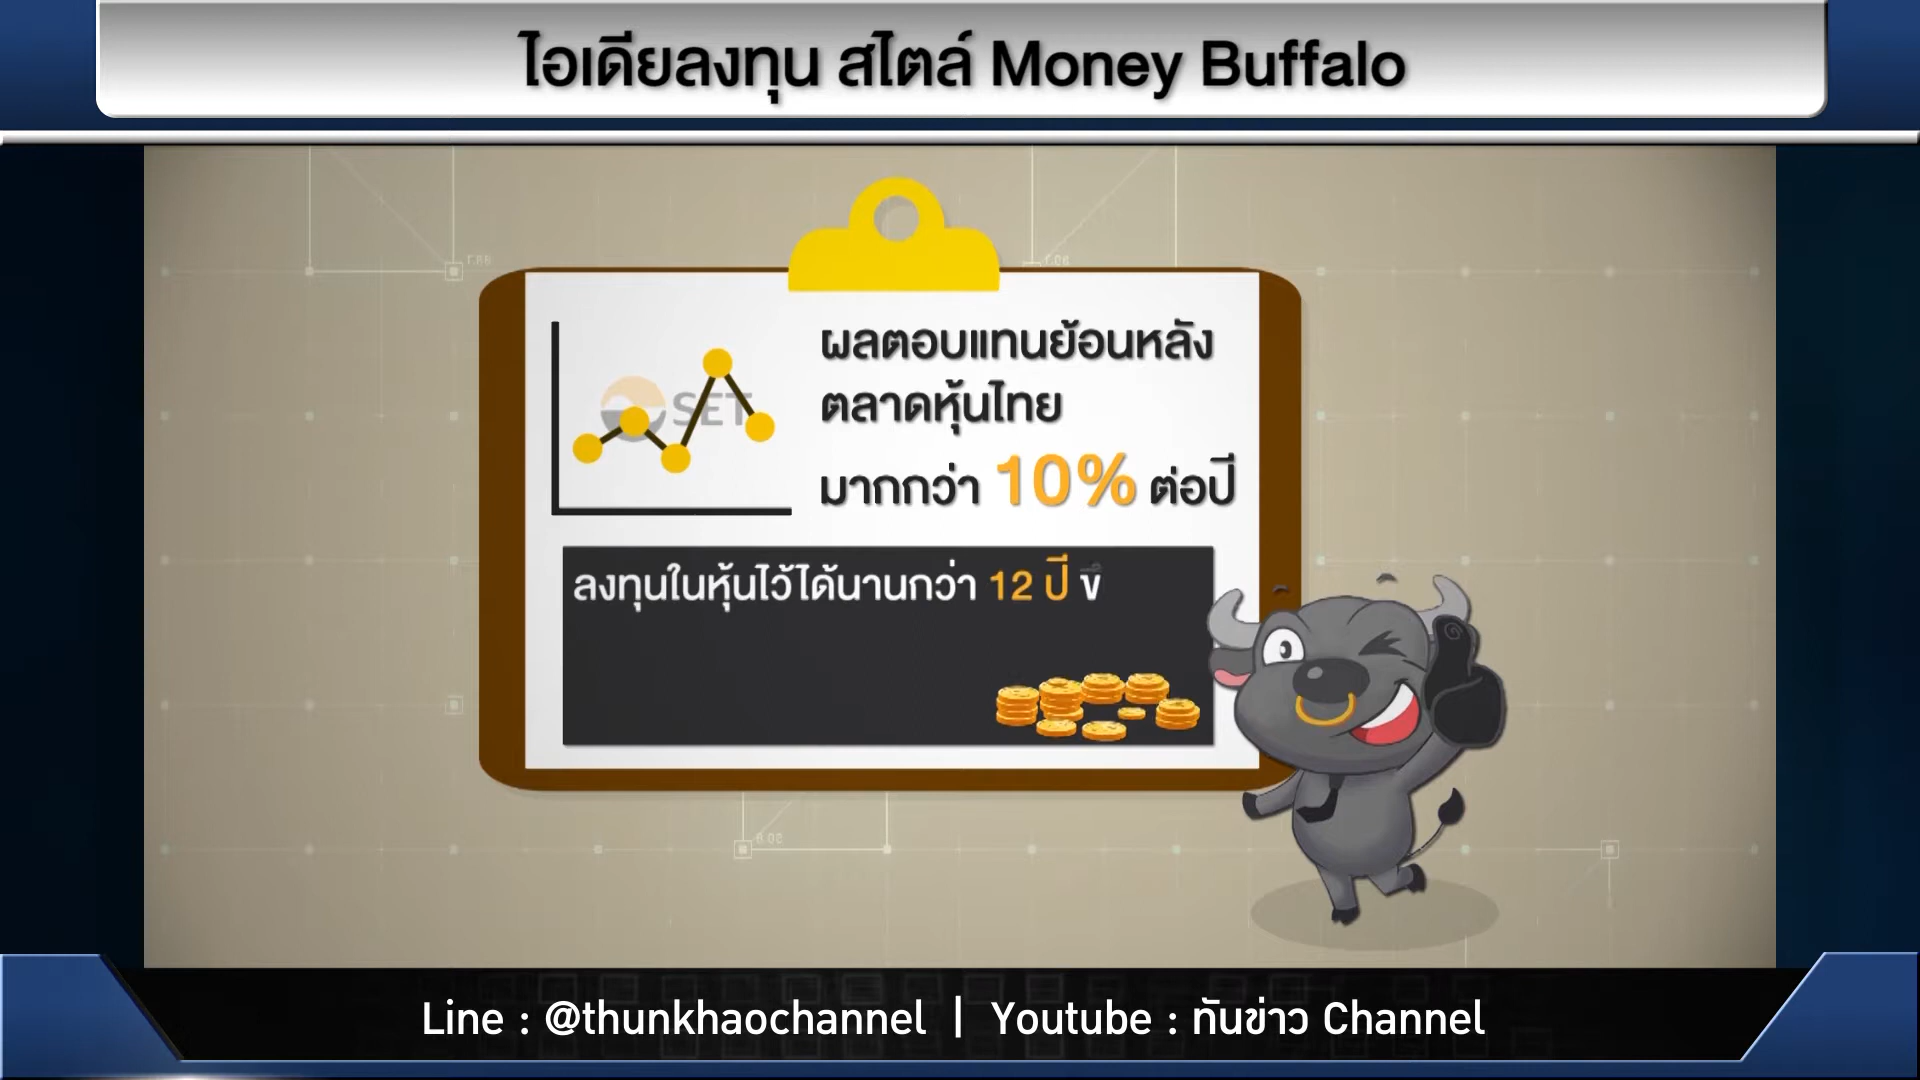 ไอเดียลงทุน สไตล์ Money Buffalo
SET
ผลตอบแทนย้อนหลัง
ตลาดหุ้นไทย
มากกว่า 10% ต่อปี
ลงทุนในหุ้นไว้ได้นานกว่า 12 ปี
Line : @thunkhaochannel | Youtube : ทันข่าว Channel